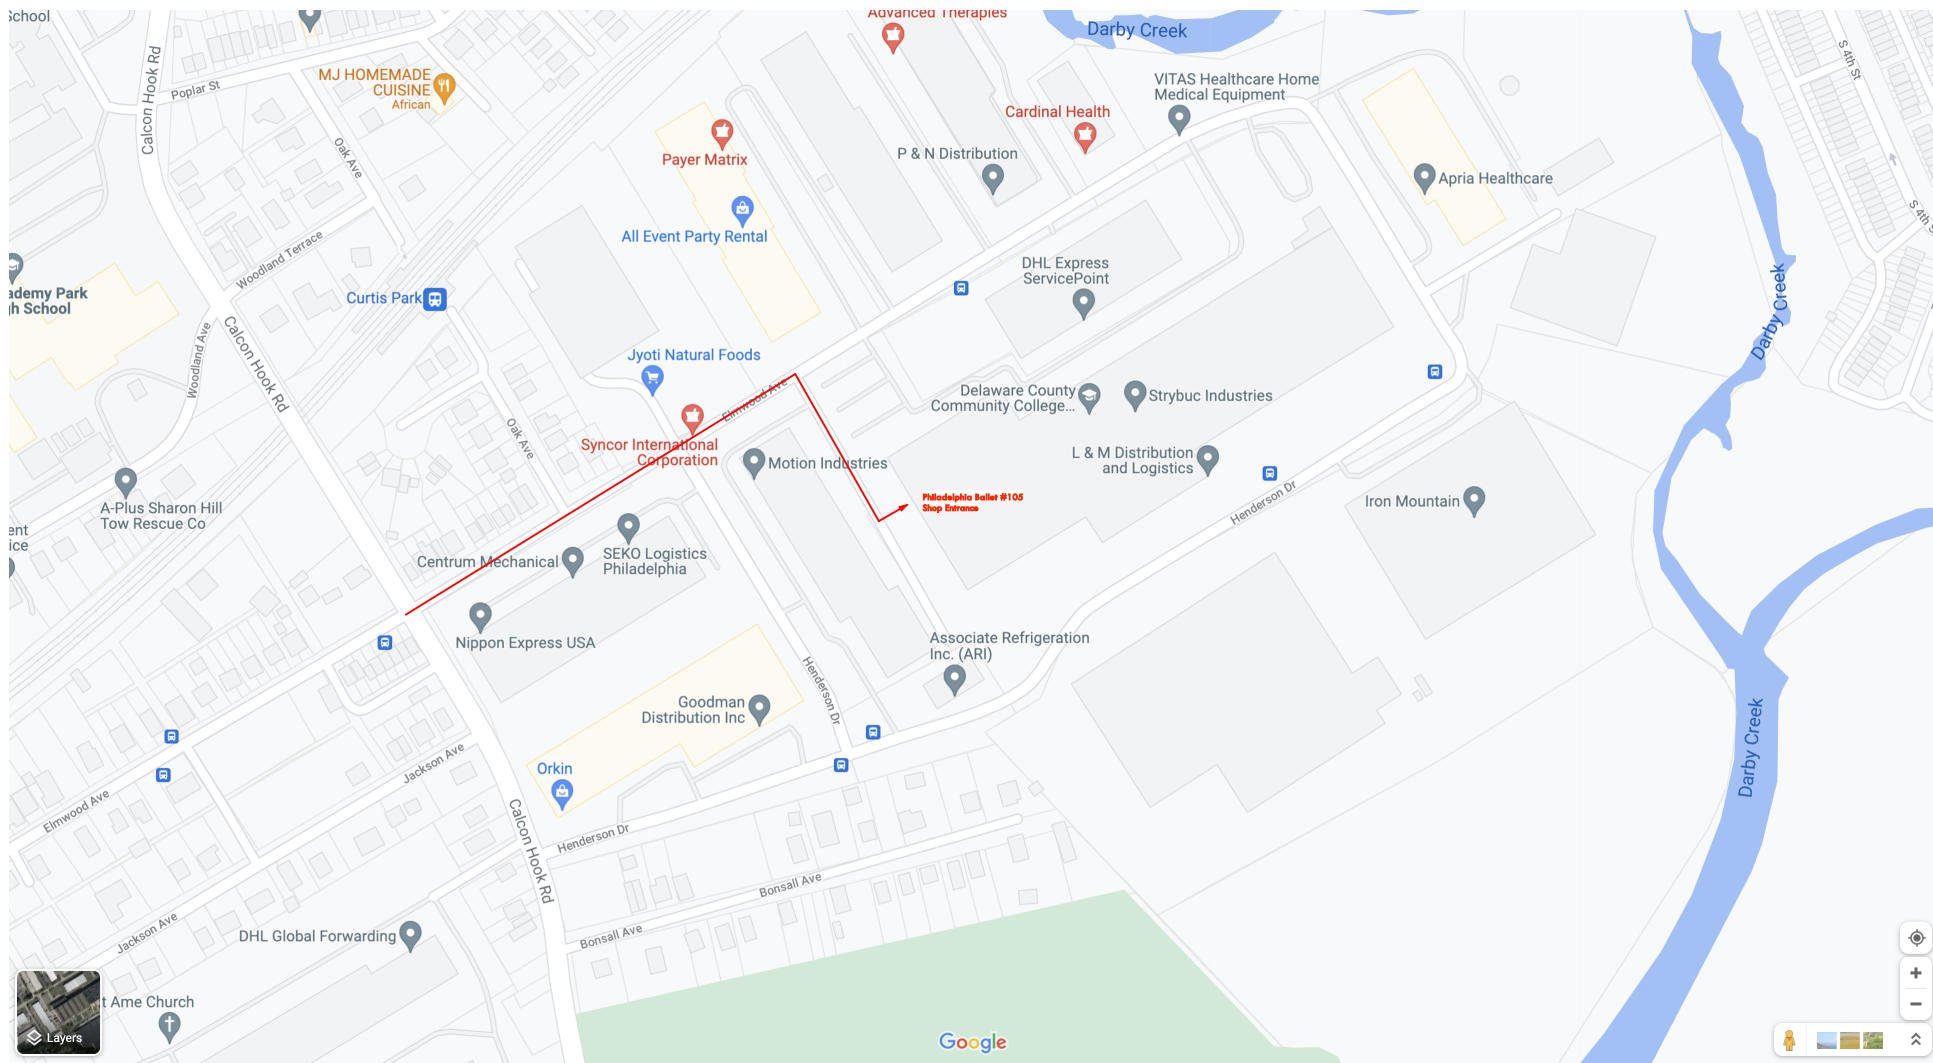 School
Calcon Hook Rd
Poplar St
MJ HOMEMADE
CUISINE
African
Oak Ave
Advanced Therapies
Darby Creek
VITAS Healthcare Home
Medical Equipment
Cardinal Health
Payer Matrix
P & N Distribution
Apria Healthcare
S 4th St
S 4th S
All Event Party Rental
Woodland Terrace
ademy Park
gh School
Curtis Park
DHL Express
ServicePoint
Darby Creek
Woodland Ave
Calcon Hook Rd
Jyoti Natural Foods
Elmwood Ave
Delaware County
Community College...
Strybuc Industries
Oak Ave
Syncor International
Corporation
Motion Industries
L & M Distribution
and Logistics
Henderson Dr
Iron Mountain
Philadelphia Ballet #105
Shop Entrance
A-Plus Sharon Hill
Tow Rescue Co
ent
ice
Centrum Mechanical
SEKO Logistics
Philadelphia
Nippon Express USA
Associate Refrigeration
Inc. (ARI)
Henderson Dr
Goodman
Distribution Inc
Darby Creek
Jackson Ave
Orkin
Elmwood Ave
Calcon Hook Rd
Henderson Dr
Bonsall Ave
Jackson Ave
DHL Global Forwarding
Bonsall Ave
t Ame Church
Layers
Google